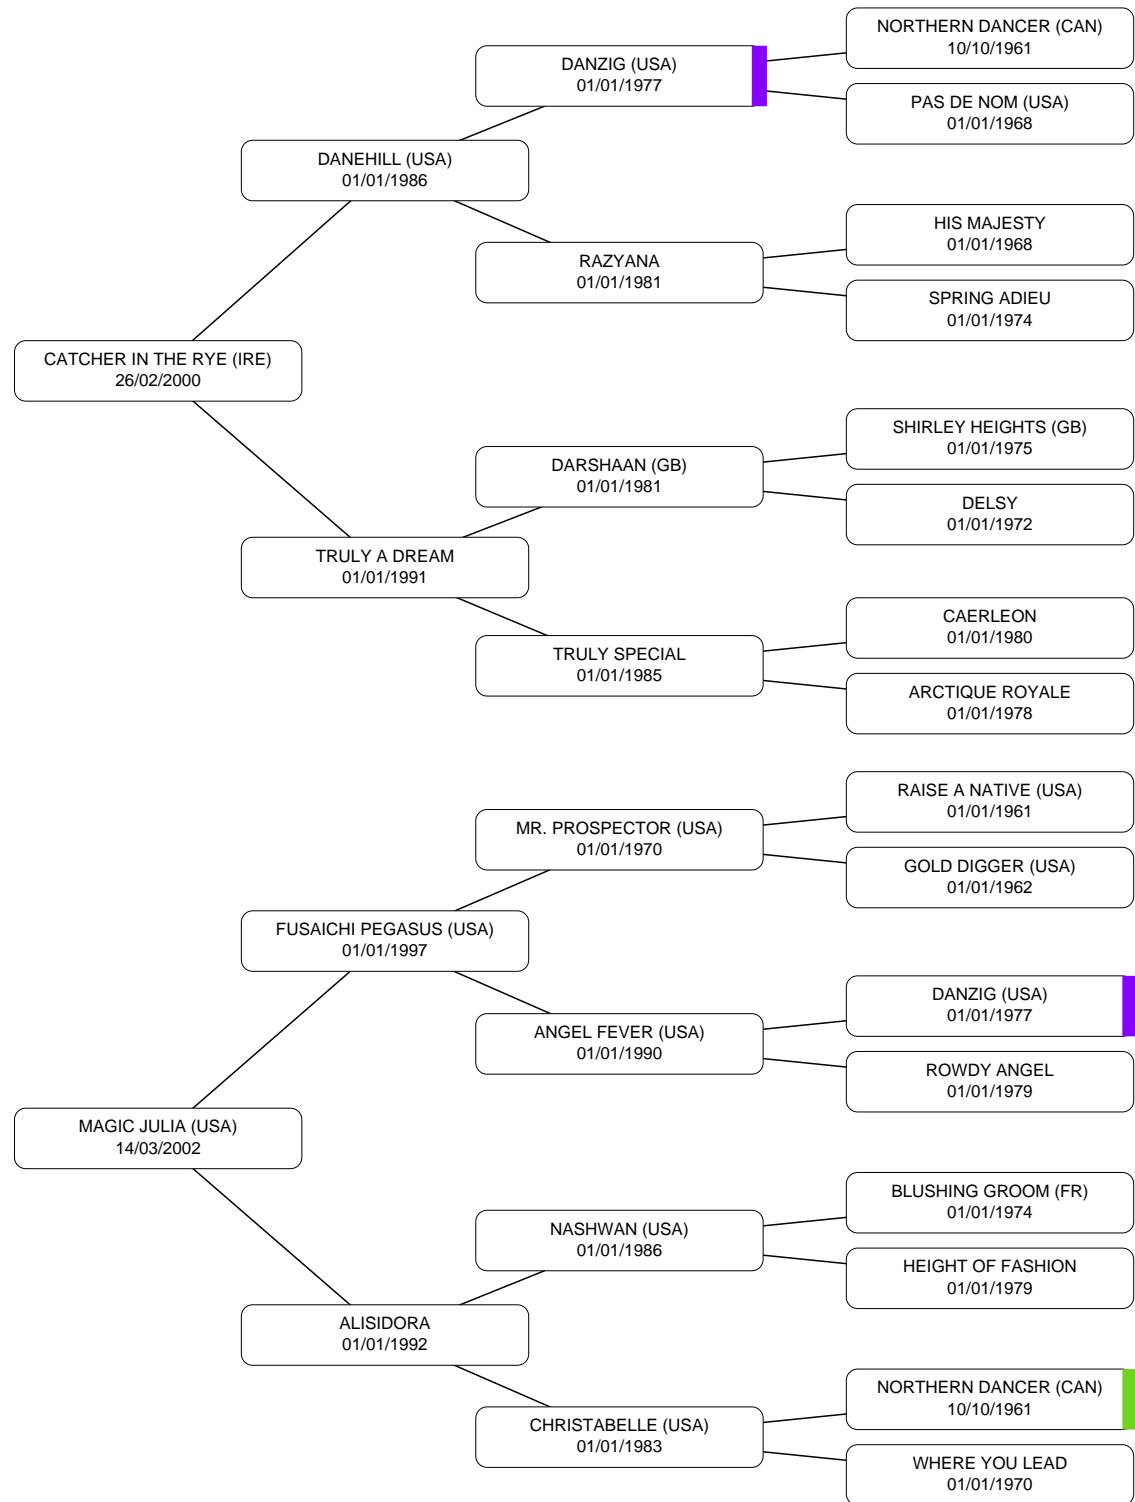 NORTHERN DANCER (CAN)
10/10/1961
DANZIG (USA)
01/01/1977
PAS DE NOM (USA)
01/01/1968
DANEHILL (USA)
01/01/1986
HIS MAJESTY
01/01/1968
RAZYANA
01/01/1981
SPRING ADIEU
01/01/1974
CATCHER IN THE RYE (IRE)
26/02/2000
SHIRLEY HEIGHTS (GB)
01/01/1975
DARSHAAN (GB)
01/01/1981
DELSY
01/01/1972
TRULY A DREAM
01/01/1991
CAERLEON
01/01/1980
TRULY SPECIAL
01/01/1985
ARCTIQUE ROYALE
01/01/1978
RAISE A NATIVE (USA)
01/01/1961
MR. PROSPECTOR (USA)
01/01/1970
GOLD DIGGER (USA)
01/01/1962
FUSAICHI PEGASUS (USA)
01/01/1997
DANZIG (USA)
01/01/1977
ANGEL FEVER (USA)
01/01/1990
ROWDY ANGEL
01/01/1979
MAGIC JULIA (USA)
14/03/2002
BLUSHING GROOM (FR)
01/01/1974
NASHWAN (USA)
01/01/1986
HEIGHT OF FASHION
01/01/1979
ALISIDORA
01/01/1992
NORTHERN DANCER (CAN)
10/10/1961
CHRISTABELLE (USA)
01/01/1983
WHERE YOU LEAD
01/01/1970